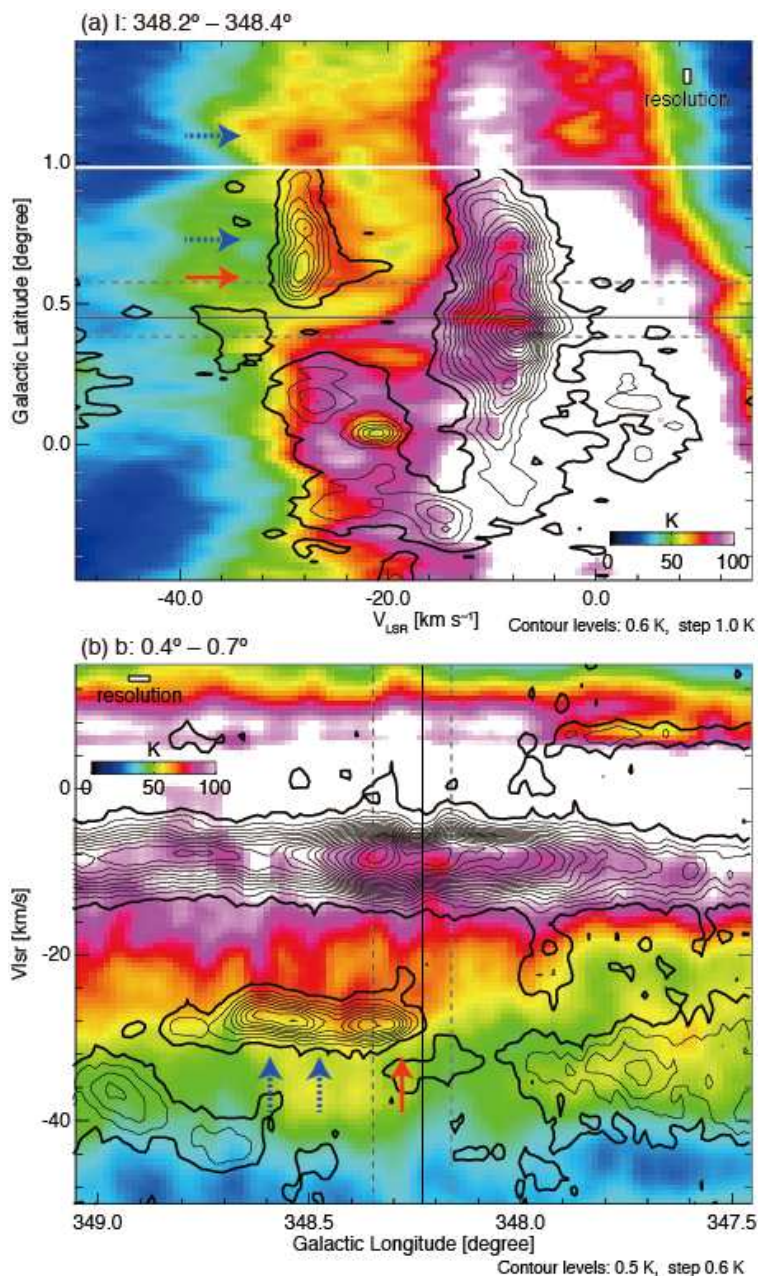 (a) l: 348.2º – 348.4º
resolution
1.0
0.5
0.0
Galactic Latitude [degree]
K
0 50 100
-40.0 -20.0 0.0
V_LSR [km s⁻¹]
Contour levels: 0.6 K, step 1.0 K
(b) b: 0.4º – 0.7º
resolution
K
0 50 100
0
-20
-40
Vlsr [km/s]
349.0 348.5 348.0 347.5
Galactic Longitude [degree]
Contour levels: 0.5 K, step 0.6 K